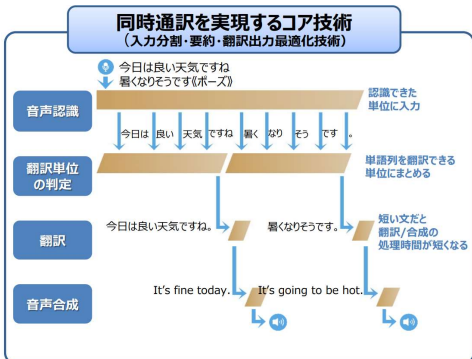 同時通訳を実現するコア技術
（入力分割・要約・翻訳出力最適化技術）
今日は良い天気ですね
暑くなりそうです《ポーズ》
音声認識
認識できた
単位に入力
今日は 良い 天気 ですね 暑く なり そう です 。
翻訳単位
の判定
単語列を翻訳できる
単位にまとめる
翻訳
今日は良い天気ですね。
暑くなりそうです。
短い文だと
翻訳/合成の
処理時間が短くなる
音声合成
It's fine today.
It's going to be hot.